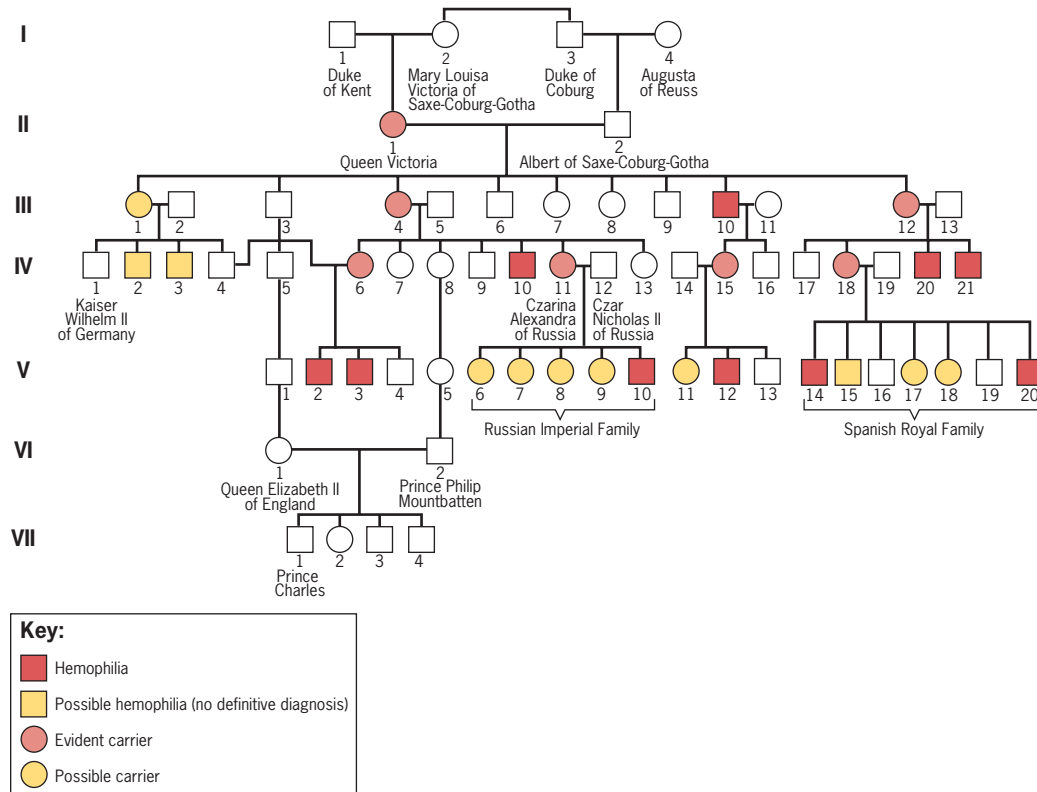 I
1 2 3 4
Duke of Kent
Mary Louisa Victoria of Saxe-Coburg-Gotha
Duke of Coburg
Augusta of Reuss
II
1 2
Queen Victoria
Albert of Saxe-Coburg-Gotha
III
1 2 3 4 5 6 7 8 9 10 11 12 13
IV
1 2 3 4 5 6 7 8 9 10 11 12 13 14 15 16 17 18 19 20 21
Kaiser
Wilhelm II
of Germany
Czarina
Alexandra
of Russia
Czar
Nicholas II
of Russia
V
1 2 3 4 5 6 7 8 9 10 11 12 13 14 15 16 17 18 19 20
Russian Imperial Family
Spanish Royal Family
VI
1 2
Queen Elizabeth II
of England
Prince Philip
Mountbatten
VII
1 2 3 4
Prince
Charles
Key:
Hemophilia
Possible hemophilia (no definitive diagnosis)
Evident carrier
Possible carrier